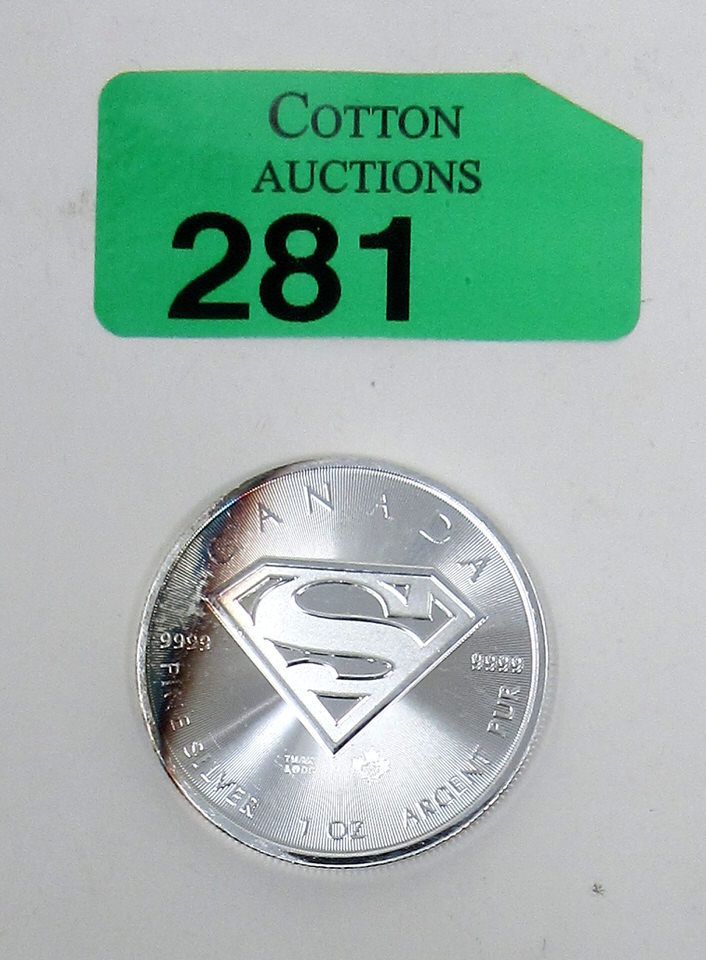 COTTON
AUCTIONS
281
CANADA
S
9999
9999
FINE SILVER 1 OZ ARGENT PUR